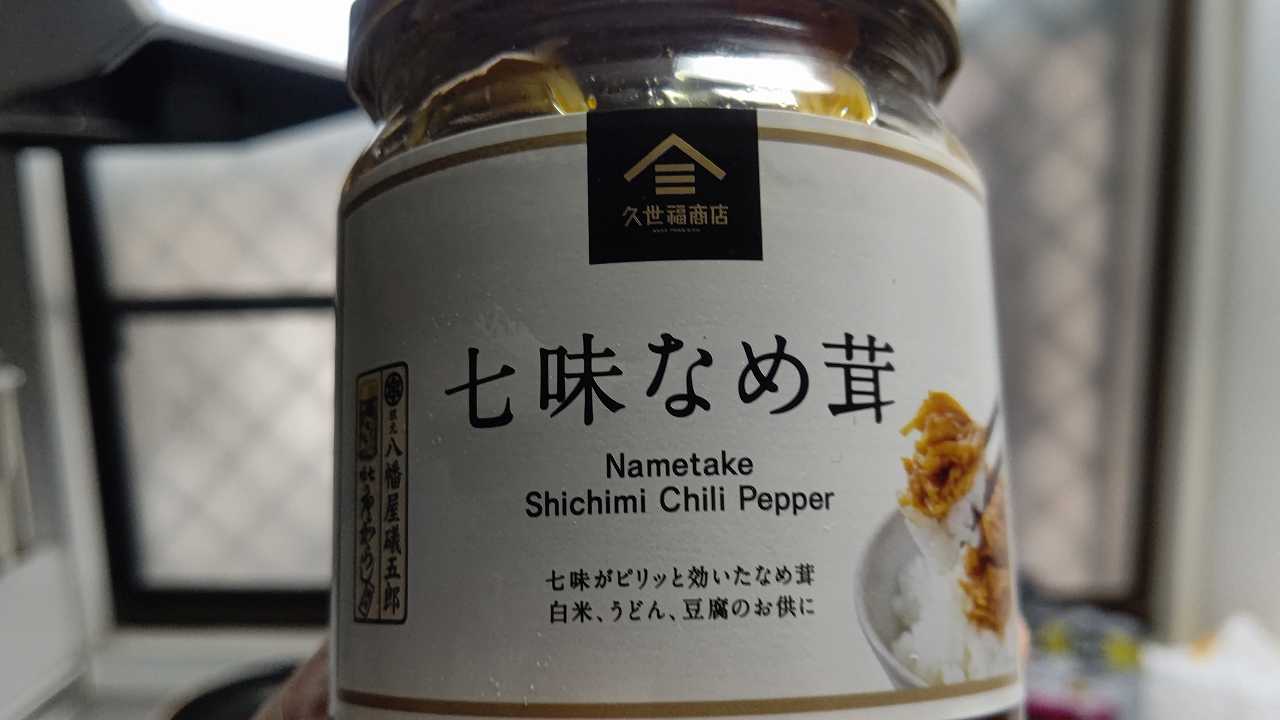 久世福商店
七味なめ茸
Nametake
Shichimi Chili Pepper
七味がピリッと効いたなめ茸
白米、うどん、豆腐のお供に
根元 八幡屋礒五郎